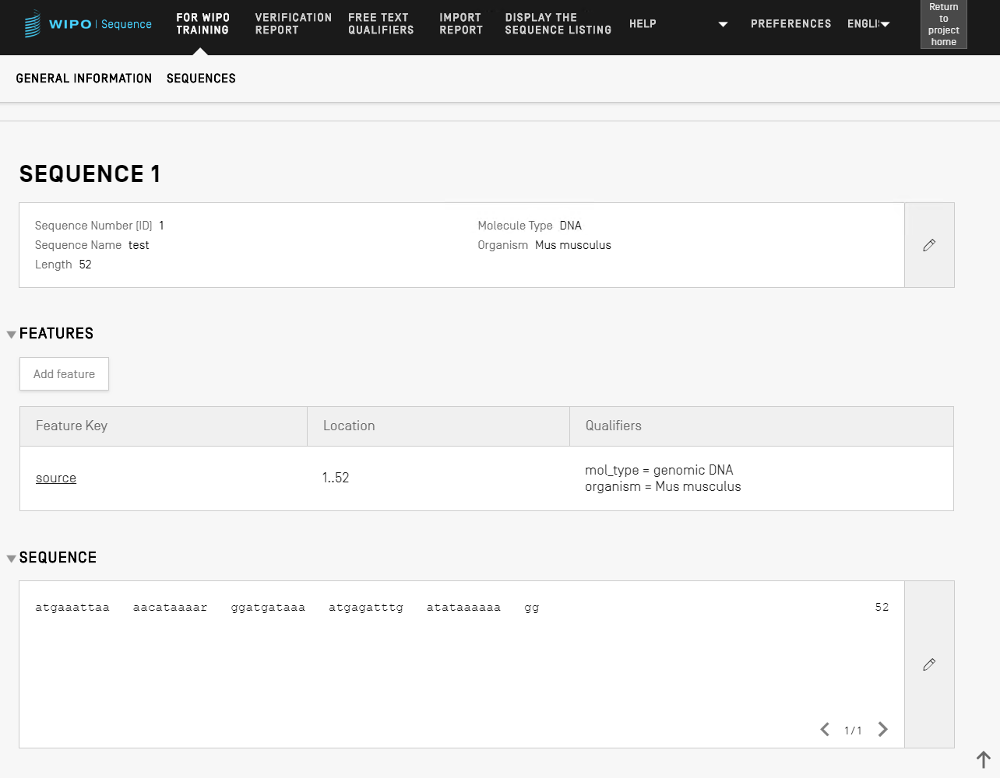 WIPO | Sequence
FOR WIPO
TRAINING
VERIFICATION
REPORT
FREE TEXT
QUALIFIERS
IMPORT
REPORT
DISPLAY THE
SEQUENCE LISTING
HELP
PREFERENCES
ENGLI
Return
to
project
home
GENERAL INFORMATION SEQUENCES
SEQUENCE 1
Sequence Number [ID] 1
Sequence Name test
Length 52
Molecule Type DNA
Organism Mus musculus
FEATURES
Add feature
Feature Key Location Qualifiers
source 1..52 mol_type = genomic DNA
organism = Mus musculus
SEQUENCE
atgaaattaa aacataaaar ggatgataaa atgagatttg atataaaaaa gg 52
1 / 1